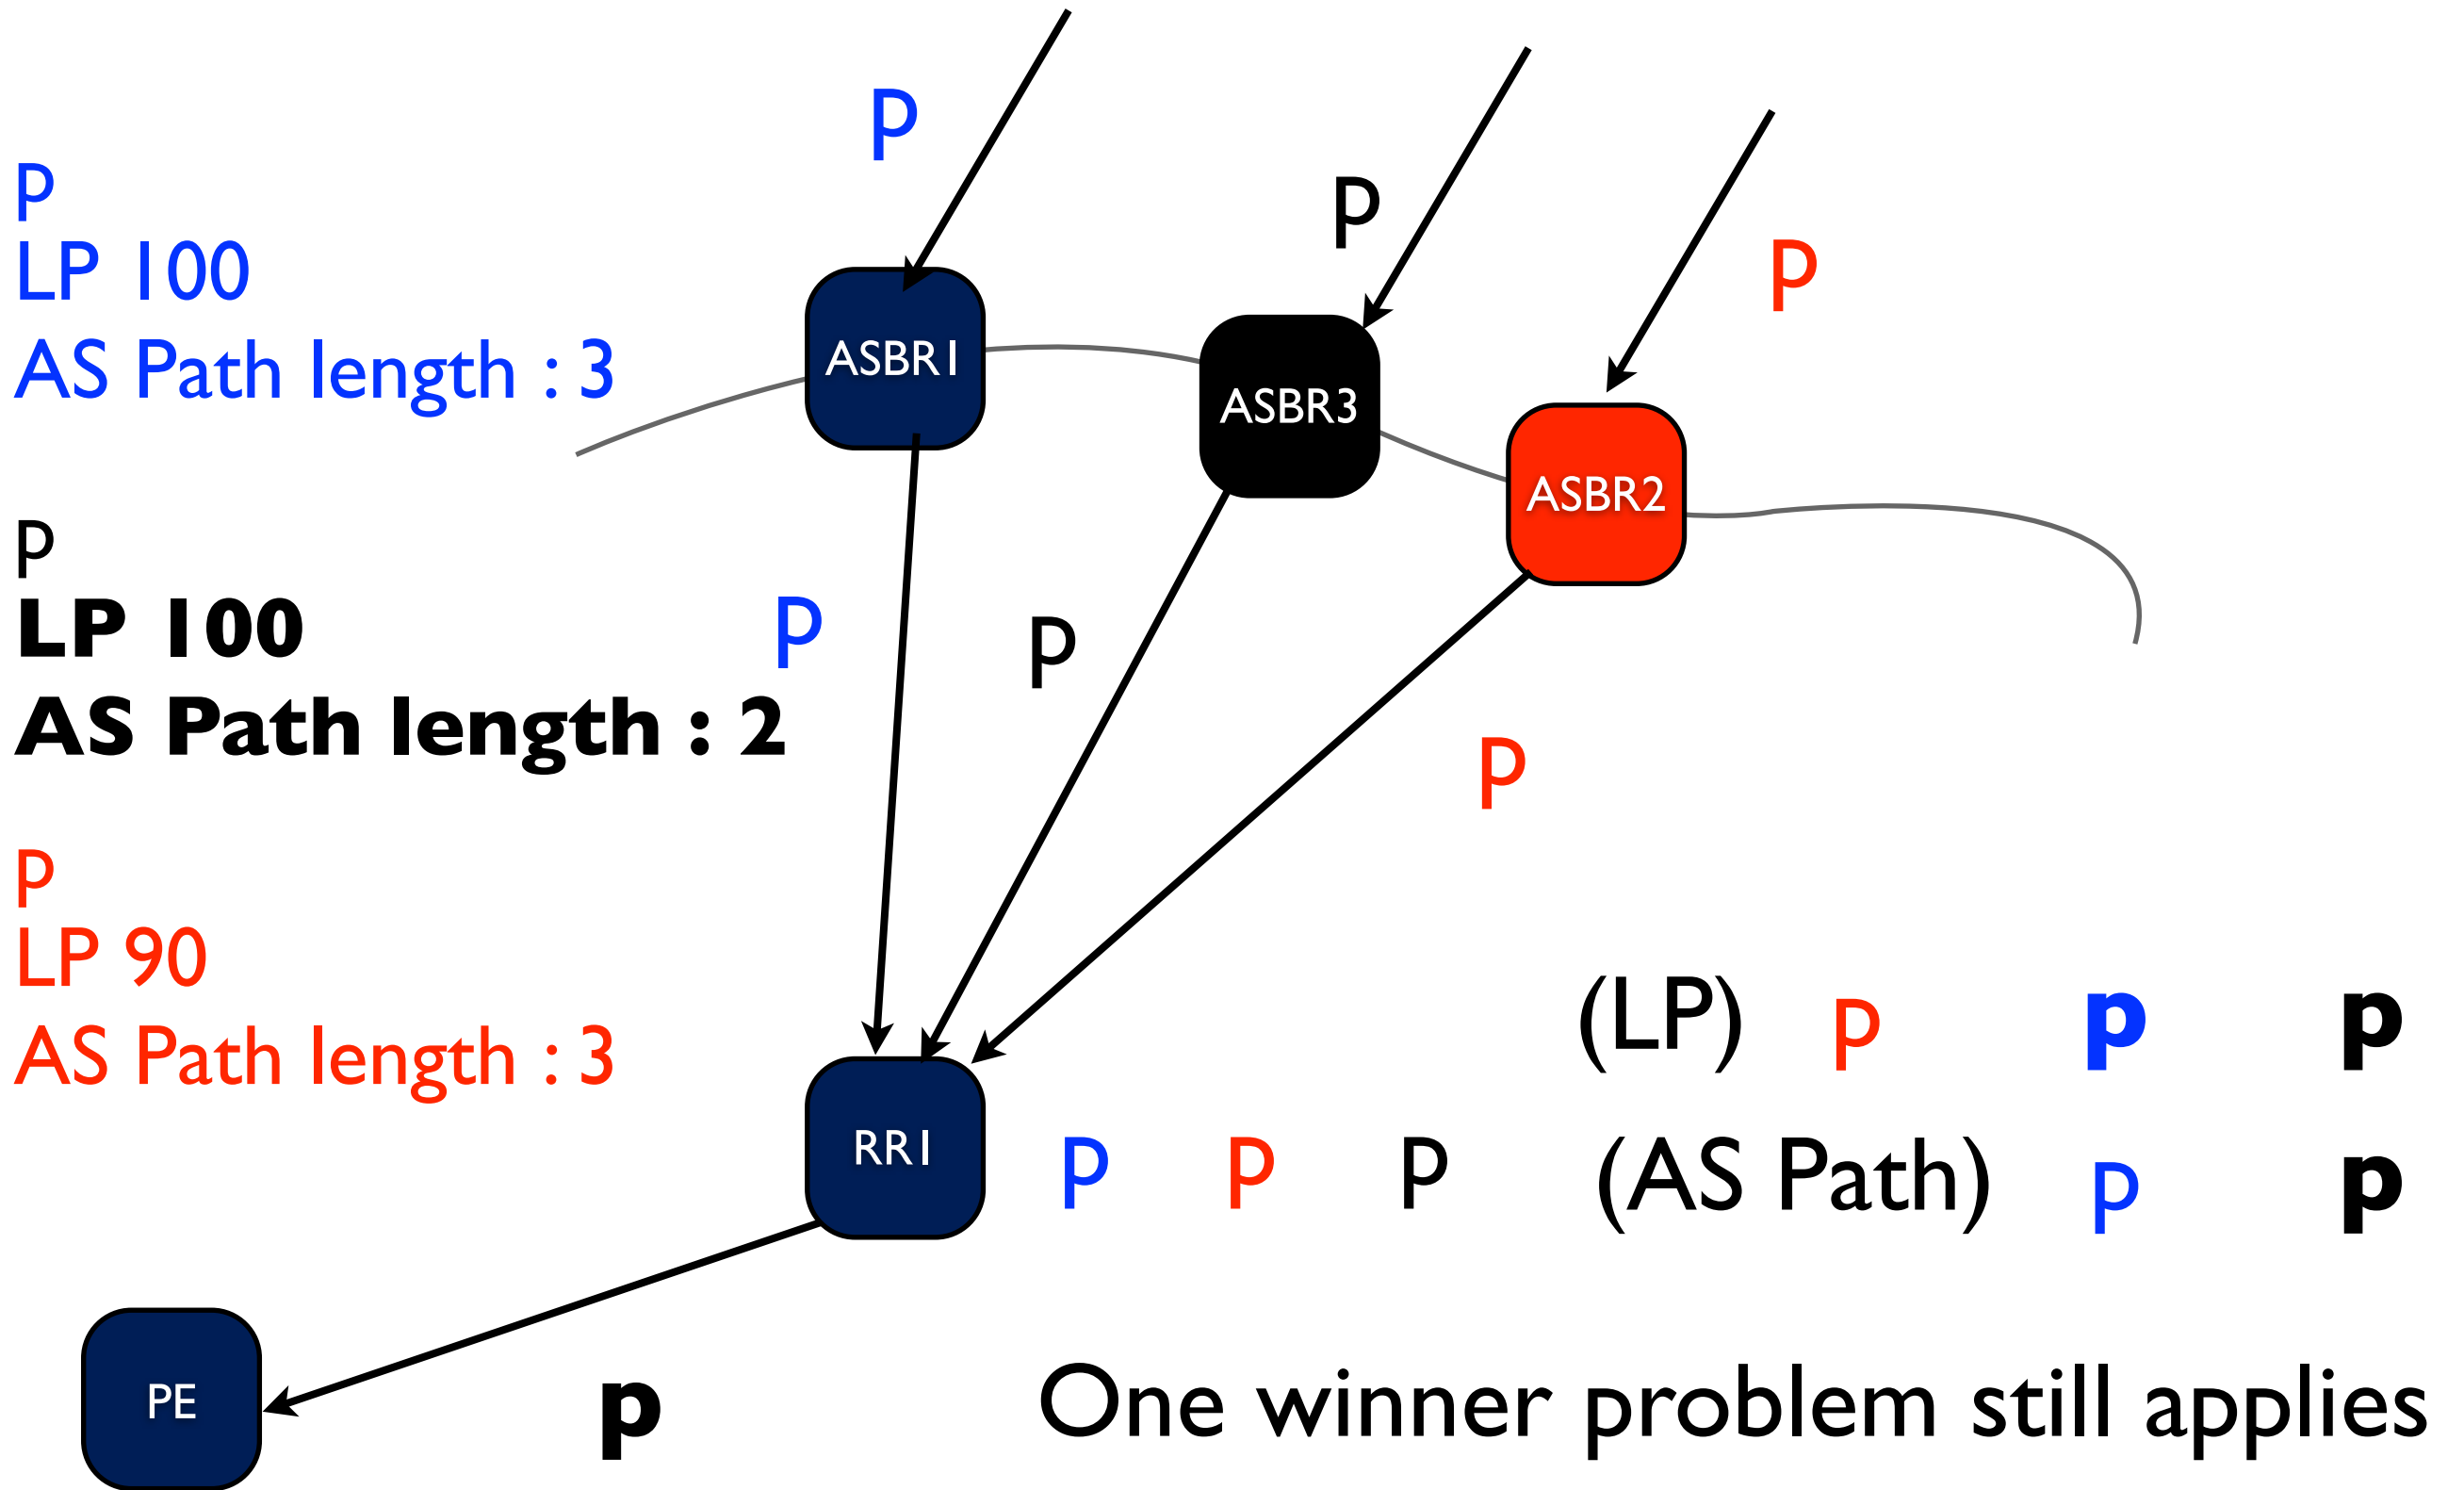 P
P
LP 100
AS Path length : 3
P
P
ASBR1
ASBR3
ASBR2
P
LP 100
AS Path length : 2
P
P
P
P
LP 90
AS Path length : 3
(LP) P p p
RR1
P P P (AS Path) P p
PE
p
One winner problem still applies